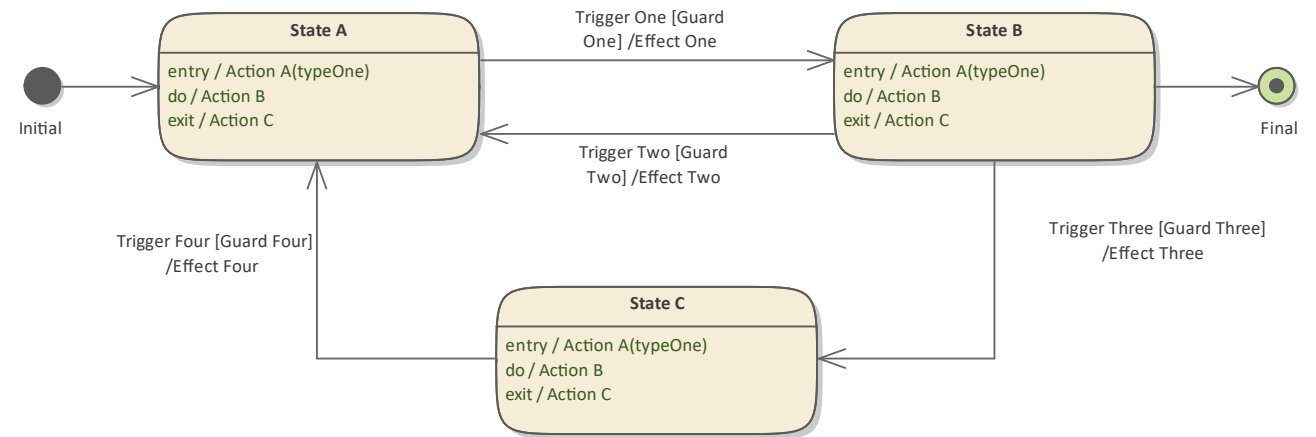 Trigger One [Guard
One] /Effect One
State A
State B
entry / Action A(typeOne)
do / Action B
exit / Action C
entry / Action A(typeOne)
do / Action B
exit / Action C
Initial
Final
Trigger Two [Guard
Two] /Effect Two
Trigger Four [Guard Four]
/Effect Four
Trigger Three [Guard Three]
/Effect Three
State C
entry / Action A(typeOne)
do / Action B
exit / Action C